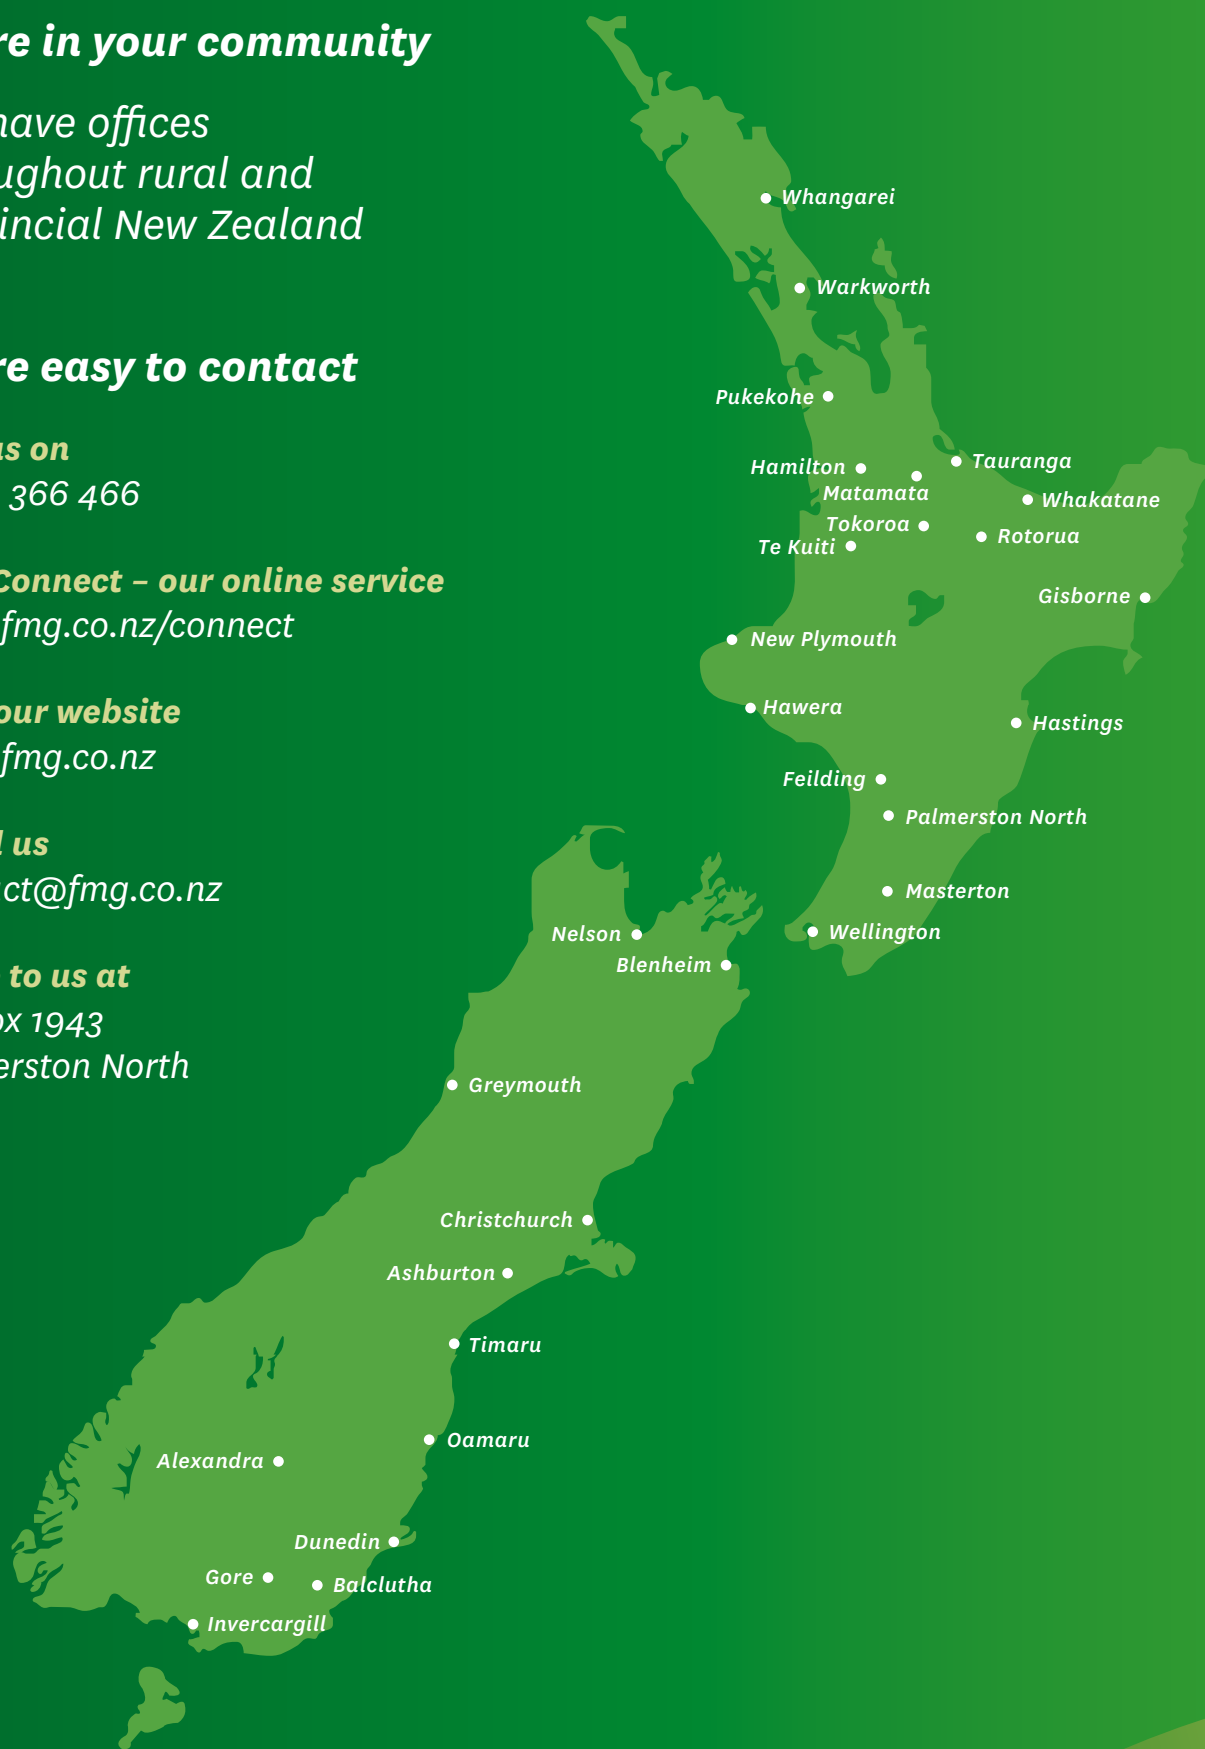 re in your community
have offices
ughout rural and
incial New Zealand
re easy to contact
us on
366 466
Connect – our online service
fmg.co.nz/connect
our website
fmg.co.nz
l us
act@fmg.co.nz
to us at
ox 1943
erston North
Whangarei
Warkworth
Pukekohe
Hamilton
Tauranga
Matamata
Whakatane
Tokoroa
Rotorua
Te Kuiti
Gisborne
New Plymouth
Hawera
Hastings
Feilding
Palmerston North
Masterton
Wellington
Nelson
Blenheim
Greymouth
Christchurch
Ashburton
Timaru
Oamaru
Alexandra
Dunedin
Gore
Balclutha
Invercargill